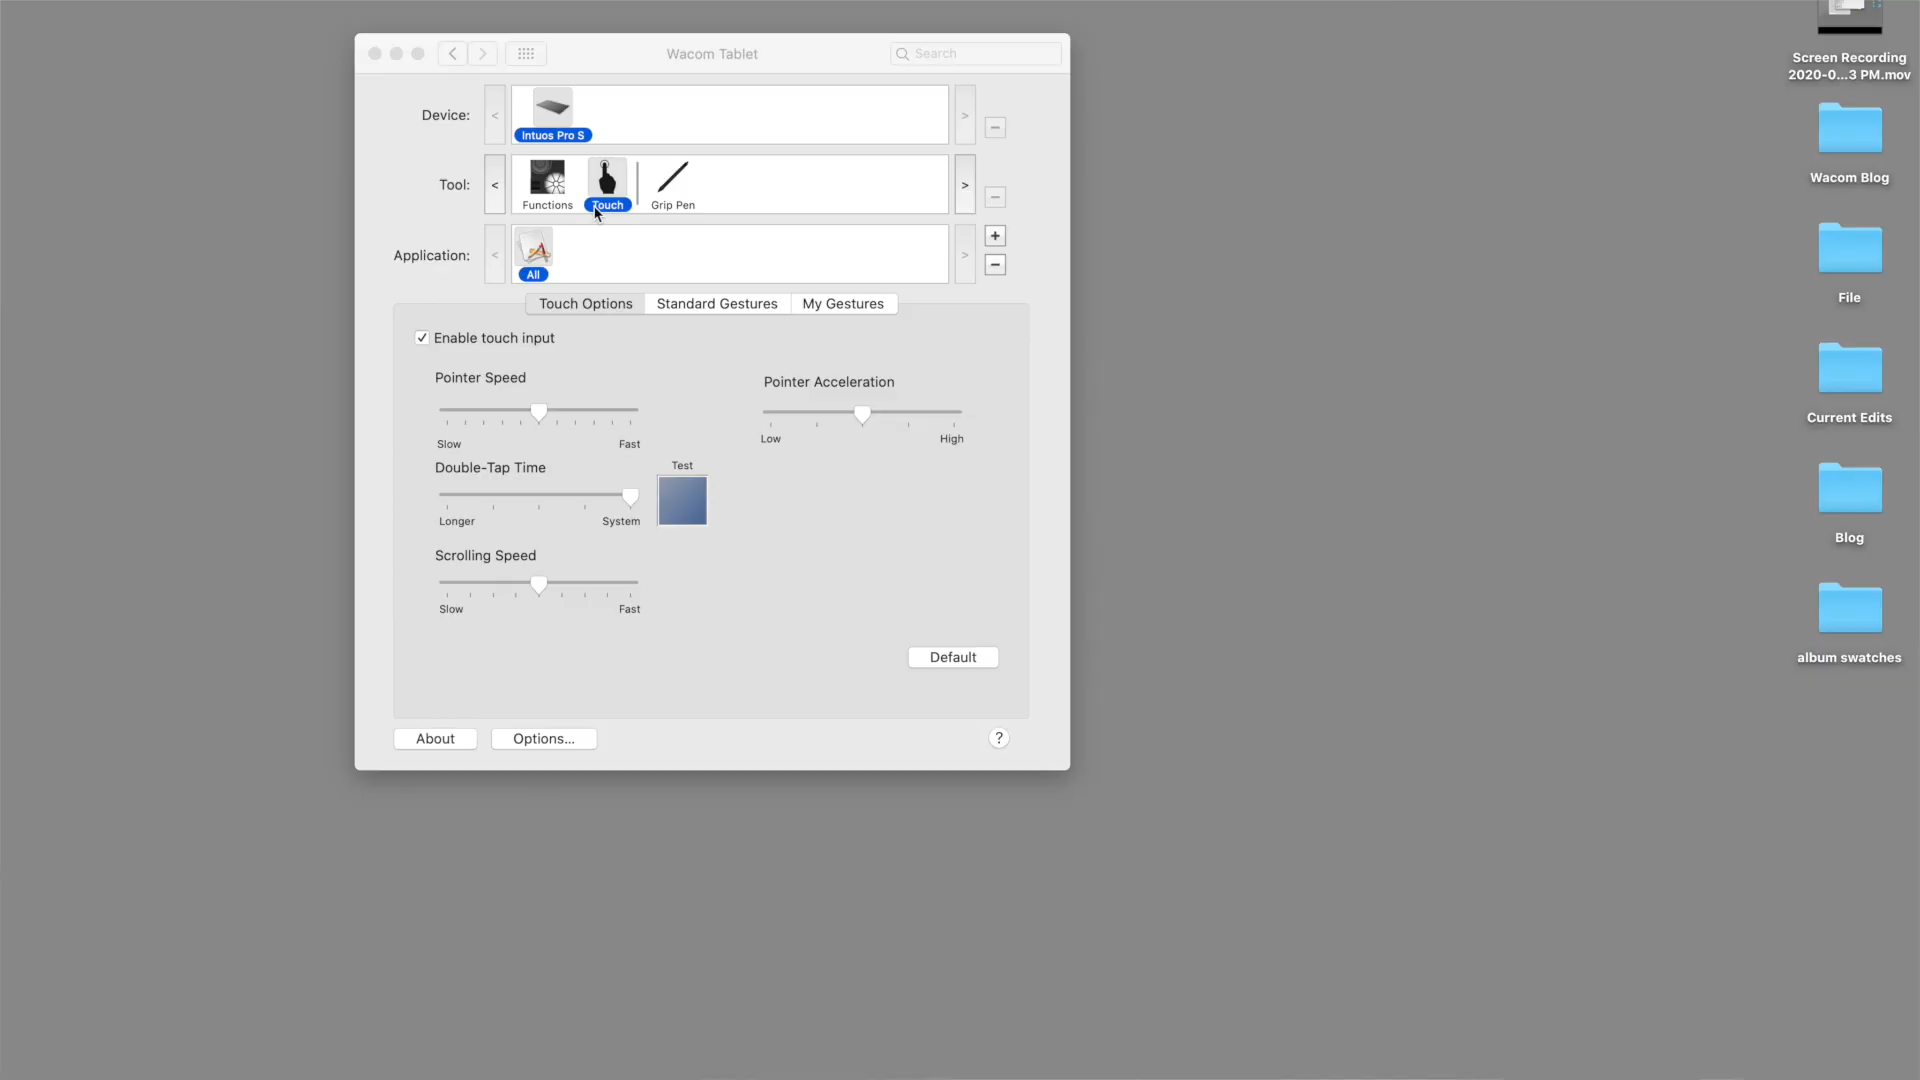 Wacom Tablet
Search
Device:
Intuos Pro S
Tool:
Functions
Touch
Grip Pen
Application:
All
Touch Options
Standard Gestures
My Gestures
Enable touch input
Pointer Speed
Slow
Fast
Pointer Acceleration
Low
High
Double-Tap Time
Longer
System
Test
Scrolling Speed
Slow
Fast
Default
About
Options...
?
Screen Recording
2020-0...3 PM.mov
Wacom Blog
File
Current Edits
Blog
album swatches